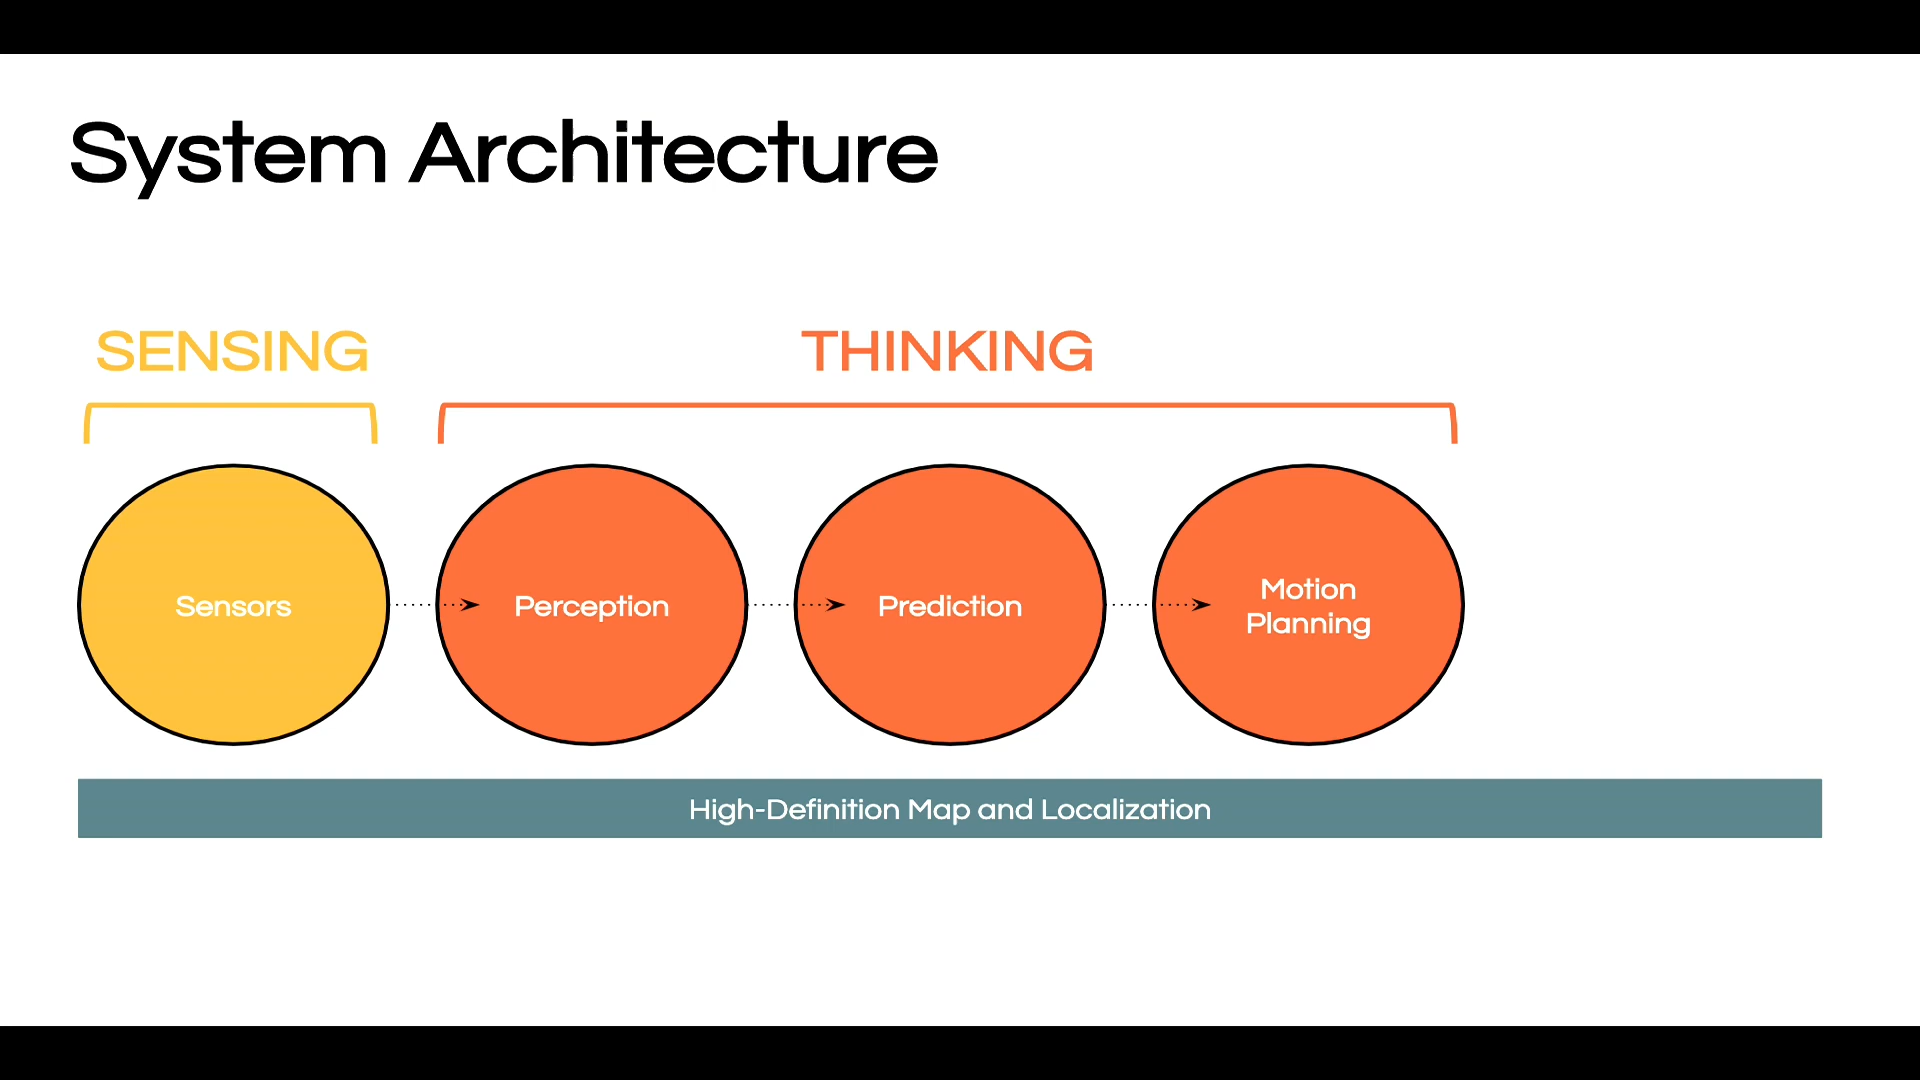 System Architecture
SENSING
THINKING
Sensors
Perception
Prediction
Motion
Planning
High-Definition Map and Localization